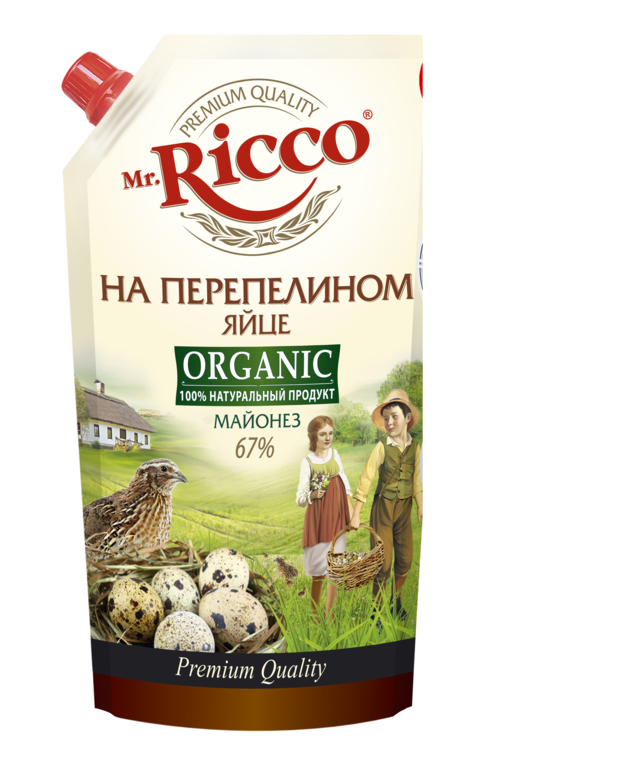 PREMIUM QUALITY
Mr. Ricco®
НА ПЕРЕПЕЛИНОМ
ЯЙЦЕ
ORGANIC
100% НАТУРАЛЬНЫЙ ПРОДУКТ
МАЙОНЕЗ
67%
Premium Quality